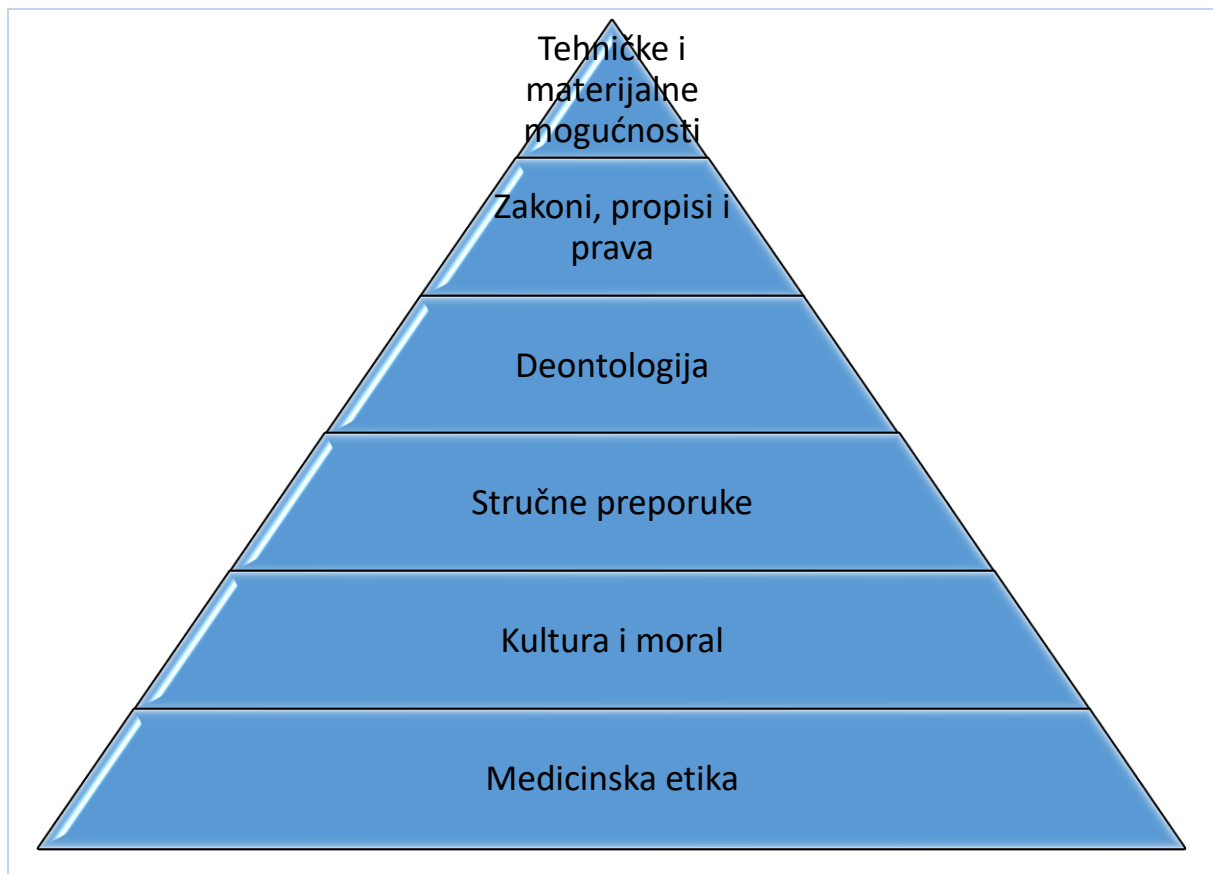 Tehničke i
materijalne
mogućnosti
Zakoni, propisi i
prava
Deontologija
Stručne preporuke
Kultura i moral
Medicinska etika